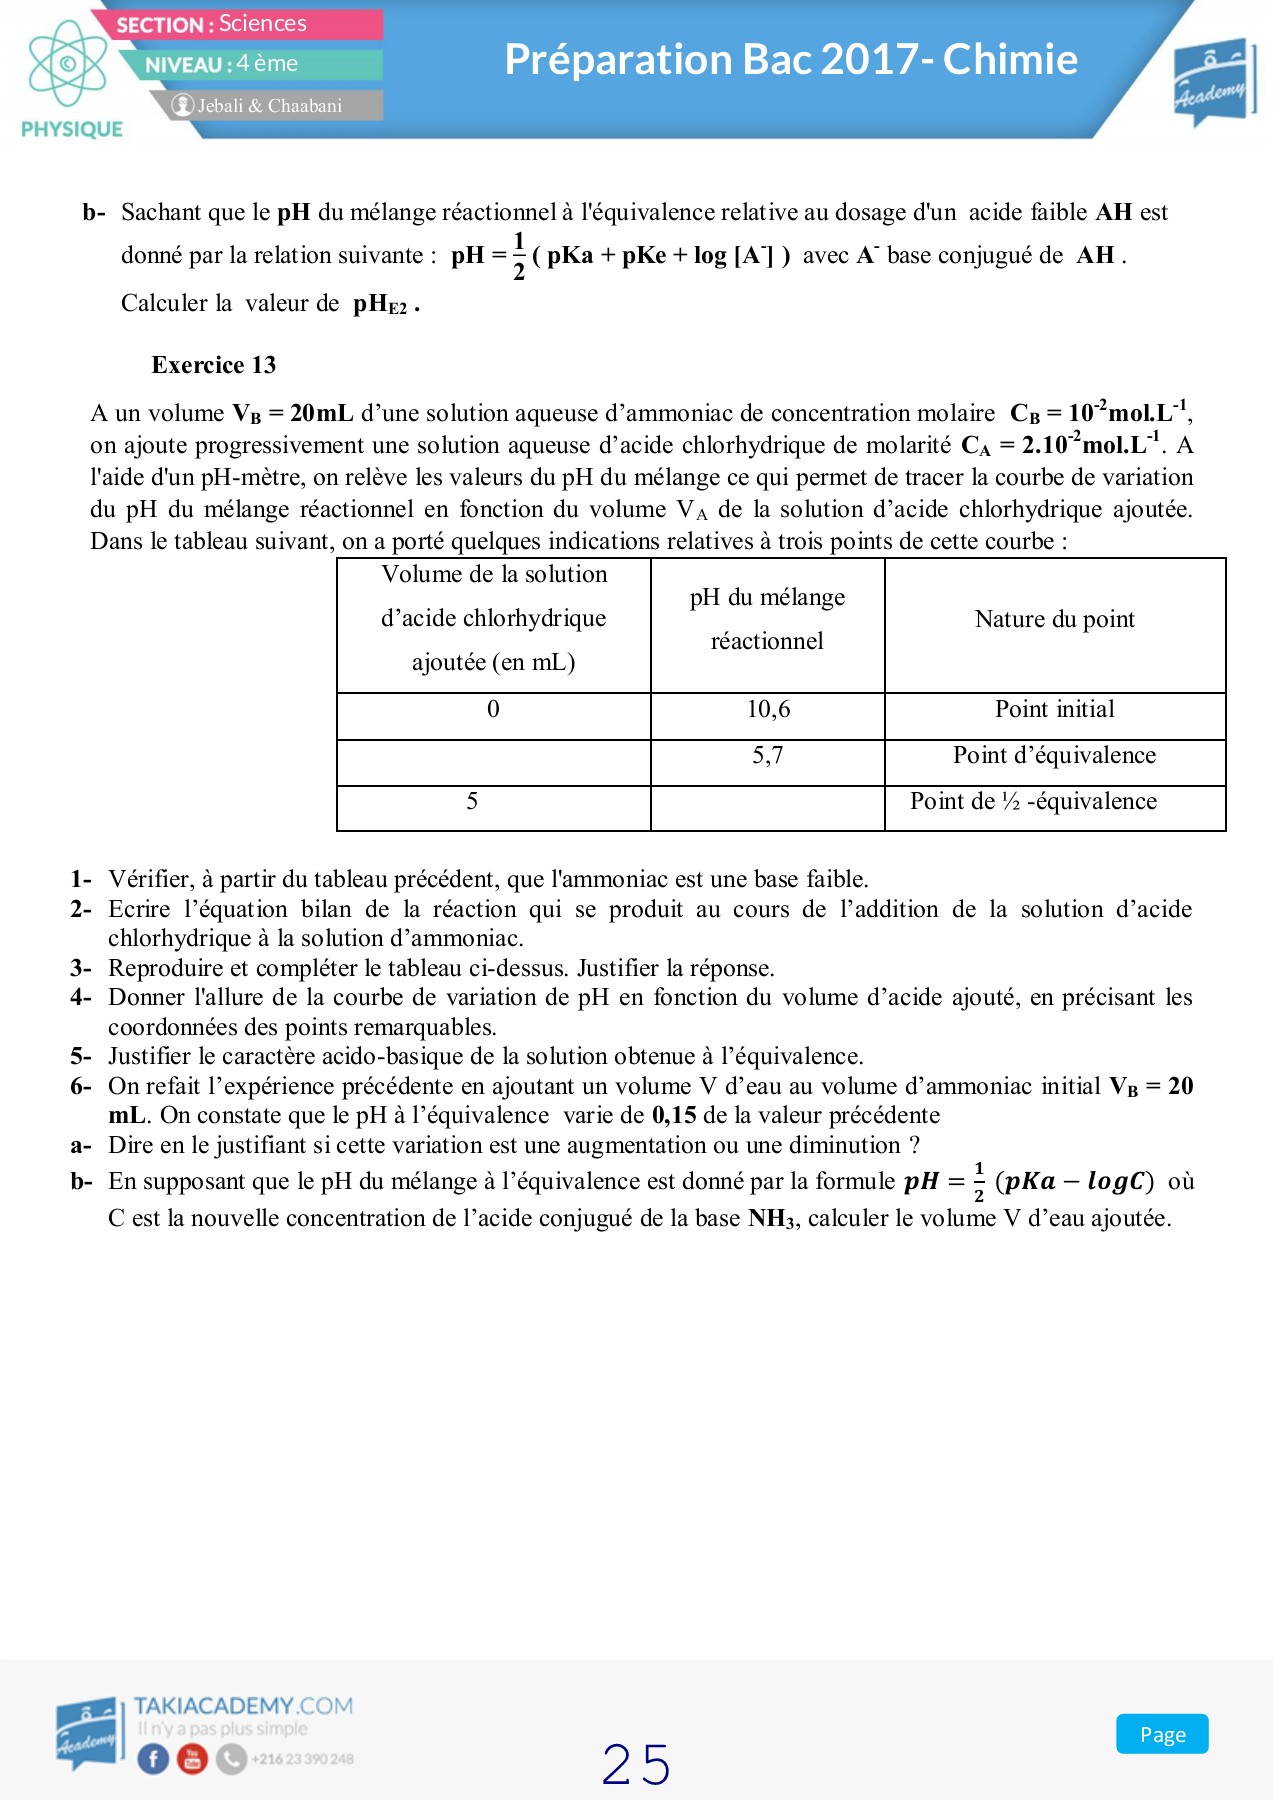 SECTION : Sciences
NIVEAU : 4 ème
Jebali & Chaabani
PHYSIQUE
Préparation Bac 2017- Chimie
Academy
b- Sachant que le pH du mélange réactionnel à l'équivalence relative au dosage d'un acide faible AH est
donné par la relation suivante : pH = 1/2 ( pKa + pKe + log [A⁻] ) avec A⁻ base conjugué de AH .
Calculer la valeur de pH_E2 .
Exercice 13
A un volume V_B = 20mL d’une solution aqueuse d’ammoniac de concentration molaire C_B = 10⁻²mol.L⁻¹,
on ajoute progressivement une solution aqueuse d’acide chlorhydrique de molarité C_A = 2.10⁻²mol.L⁻¹. A
l'aide d'un pH-mètre, on relève les valeurs du pH du mélange ce qui permet de tracer la courbe de variation
du pH du mélange réactionnel en fonction du volume V_A de la solution d’acide chlorhydrique ajoutée.
Dans le tableau suivant, on a porté quelques indications relatives à trois points de cette courbe :
Volume de la solution
d’acide chlorhydrique
ajoutée (en mL)
pH du mélange
réactionnel
Nature du point
0 10,6 Point initial
5,7 Point d’équivalence
5 Point de ½ -équivalence
1- Vérifier, à partir du tableau précédent, que l'ammoniac est une base faible.
2- Ecrire l’équation bilan de la réaction qui se produit au cours de l’addition de la solution d’acide
chlorhydrique à la solution d’ammoniac.
3- Reproduire et compléter le tableau ci-dessus. Justifier la réponse.
4- Donner l'allure de la courbe de variation de pH en fonction du volume d’acide ajouté, en précisant les
coordonnées des points remarquables.
5- Justifier le caractère acido-basique de la solution obtenue à l’équivalence.
6- On refait l’expérience précédente en ajoutant un volume V d’eau au volume d’ammoniac initial V_B = 20
mL. On constate que le pH à l’équivalence varie de 0,15 de la valeur précédente
a- Dire en le justifiant si cette variation est une augmentation ou une diminution ?
b- En supposant que le pH du mélange à l’équivalence est donné par la formule pH = 1/2 (pKa − logC) où
C est la nouvelle concentration de l’acide conjugué de la base NH₃, calculer le volume V d’eau ajoutée.
Academy
TAKIACADEMY.COM
Il n'y a pas plus simple
+216 23 390 248
25
Page